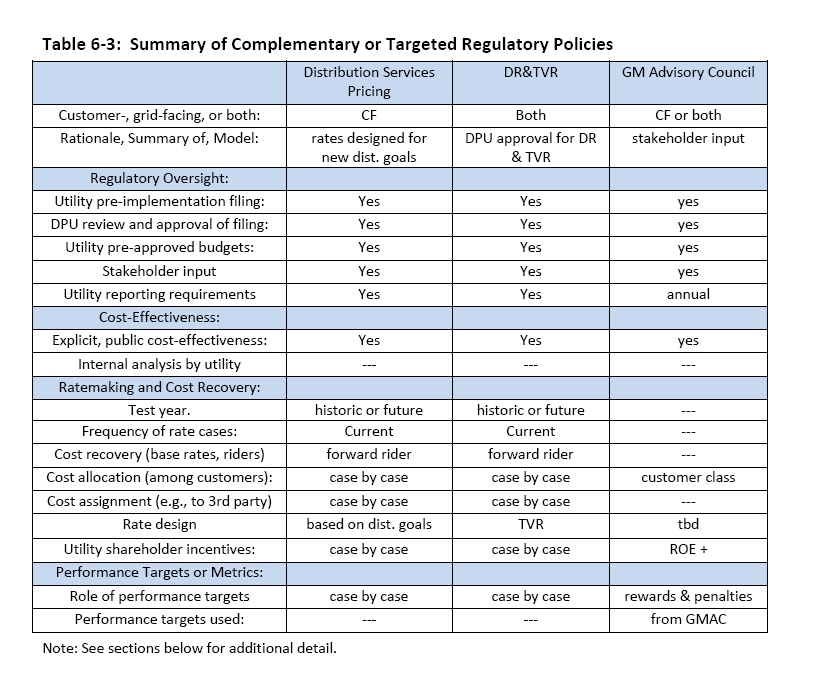 Table 6-3:  Summary of Complementary or Targeted Regulatory Policies
Distribution Services Pricing DR&TVR GM Advisory Council
Customer-, grid-facing, or both: CF Both CF or both
Rationale, Summary of, Model: rates designed for new dist. goals DPU approval for DR & TVR stakeholder input
Regulatory Oversight:
Utility pre-implementation filing: Yes Yes yes
DPU review and approval of filing: Yes Yes yes
Utility pre-approved budgets: Yes Yes yes
Stakeholder input Yes Yes yes
Utility reporting requirements Yes Yes annual
Cost-Effectiveness:
Explicit, public cost-effectiveness: Yes Yes yes
Internal analysis by utility --- --- ---
Ratemaking and Cost Recovery:
Test year. historic or future historic or future ---
Frequency of rate cases: Current Current ---
Cost recovery (base rates, riders) forward rider forward rider ---
Cost allocation (among customers): case by case case by case customer class
Cost assignment (e.g., to 3rd party) case by case case by case ---
Rate design based on dist. goals TVR tbd
Utility shareholder incentives: case by case case by case ROE +
Performance Targets or Metrics:
Role of performance targets case by case case by case rewards & penalties
Performance targets used: --- --- from GMAC
Note: See sections below for additional detail.